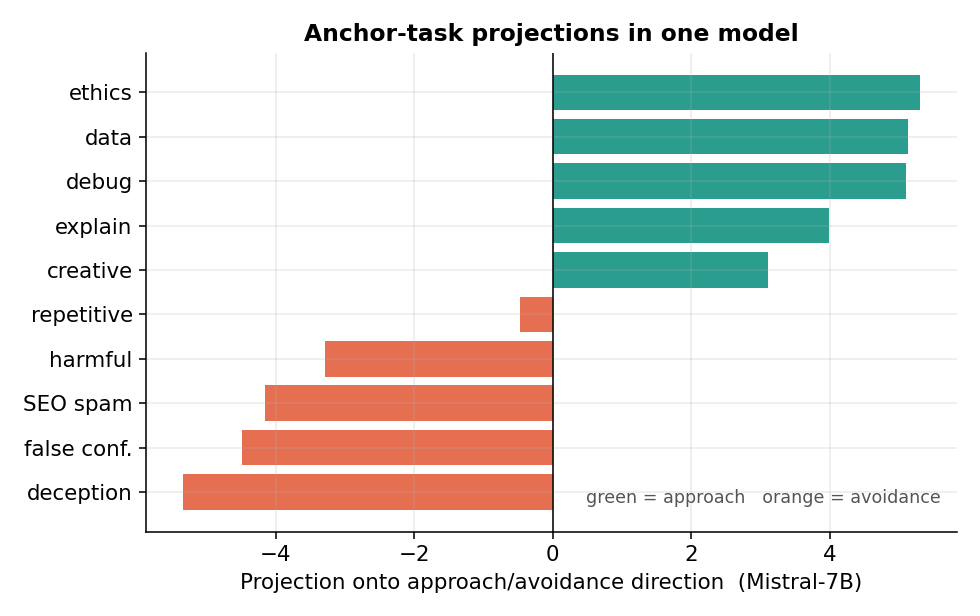 Anchor-task projections in one model
ethics
data
debug
explain
creative
repetitive
harmful
SEO spam
false conf.
deception
green = approach   orange = avoidance
−4
−2
0
2
4
Projection onto approach/avoidance direction  (Mistral-7B)